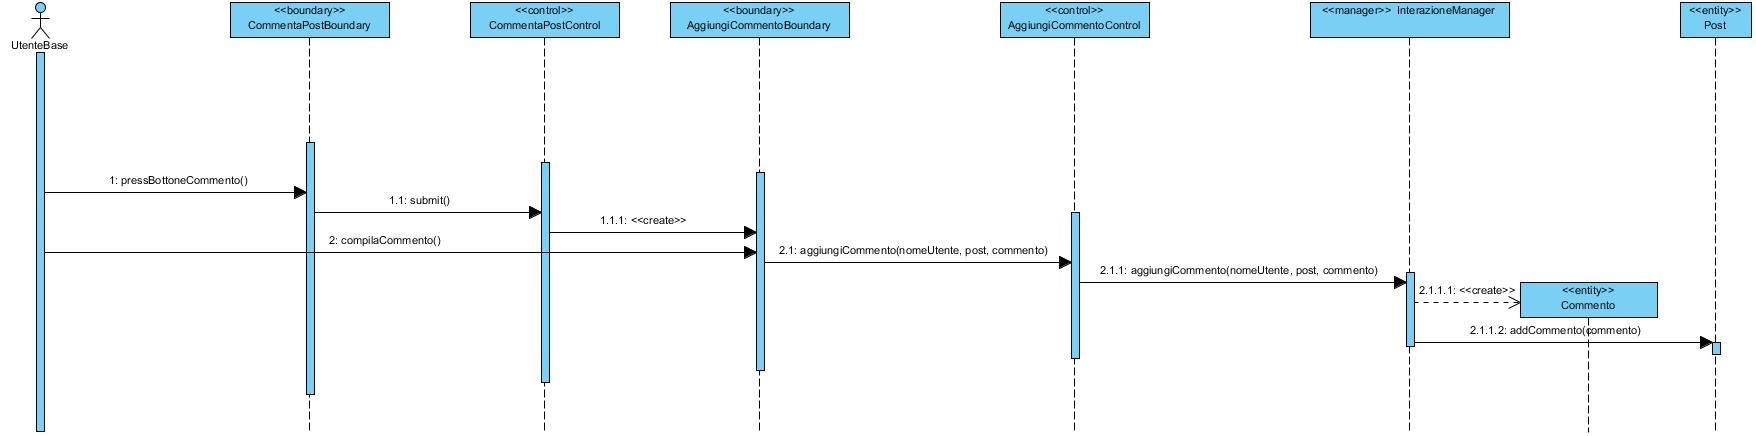 UtenteBase
<<boundary>>
CommentaPostBoundary
<<control>>
CommentaPostControl
<<boundary>>
AggiungiCommentoBoundary
<<control>>
AggiungiCommentoControl
<<manager>> InterazioneManager
<<entity>>
Post
1: pressBottoneCommento()
1.1: submit()
1.1.1: <<create>>
2: compilaCommento()
2.1: aggiungiCommento(nomeUtente, post, commento)
2.1.1: aggiungiCommento(nomeUtente, post, commento)
2.1.1.1: <<create>>
<<entity>>
Commento
2.1.1.2: addCommento(commento)